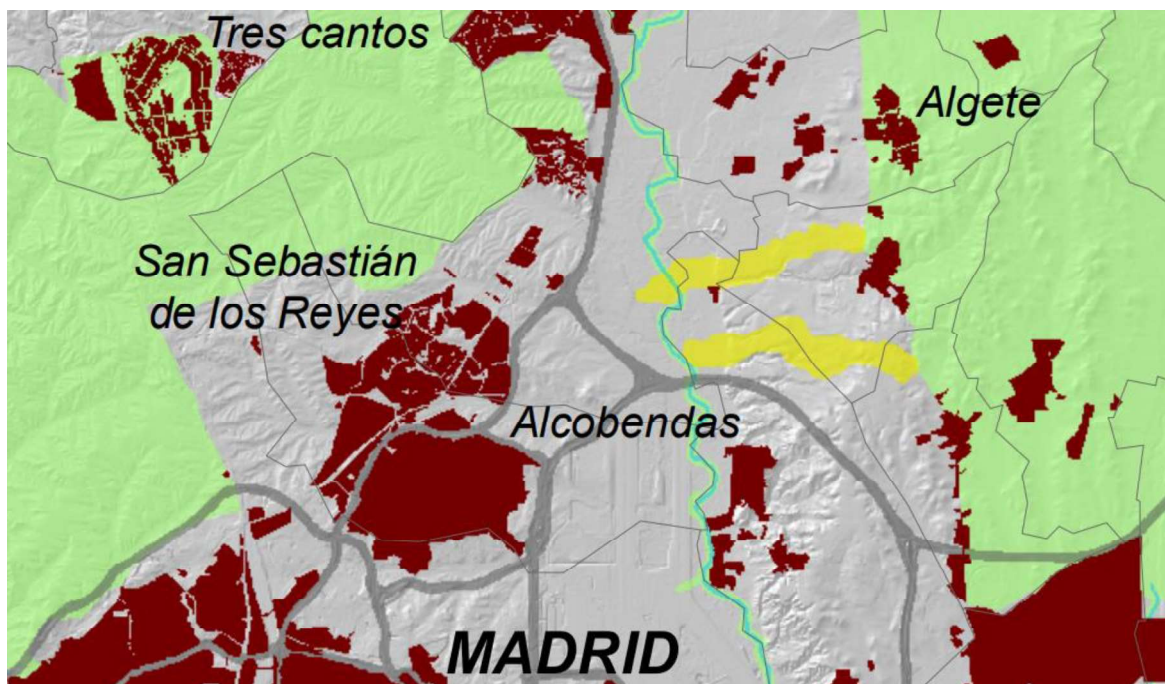 Tres cantos
Algete
San Sebastián
de los Reyes
Alcobendas
MADRID